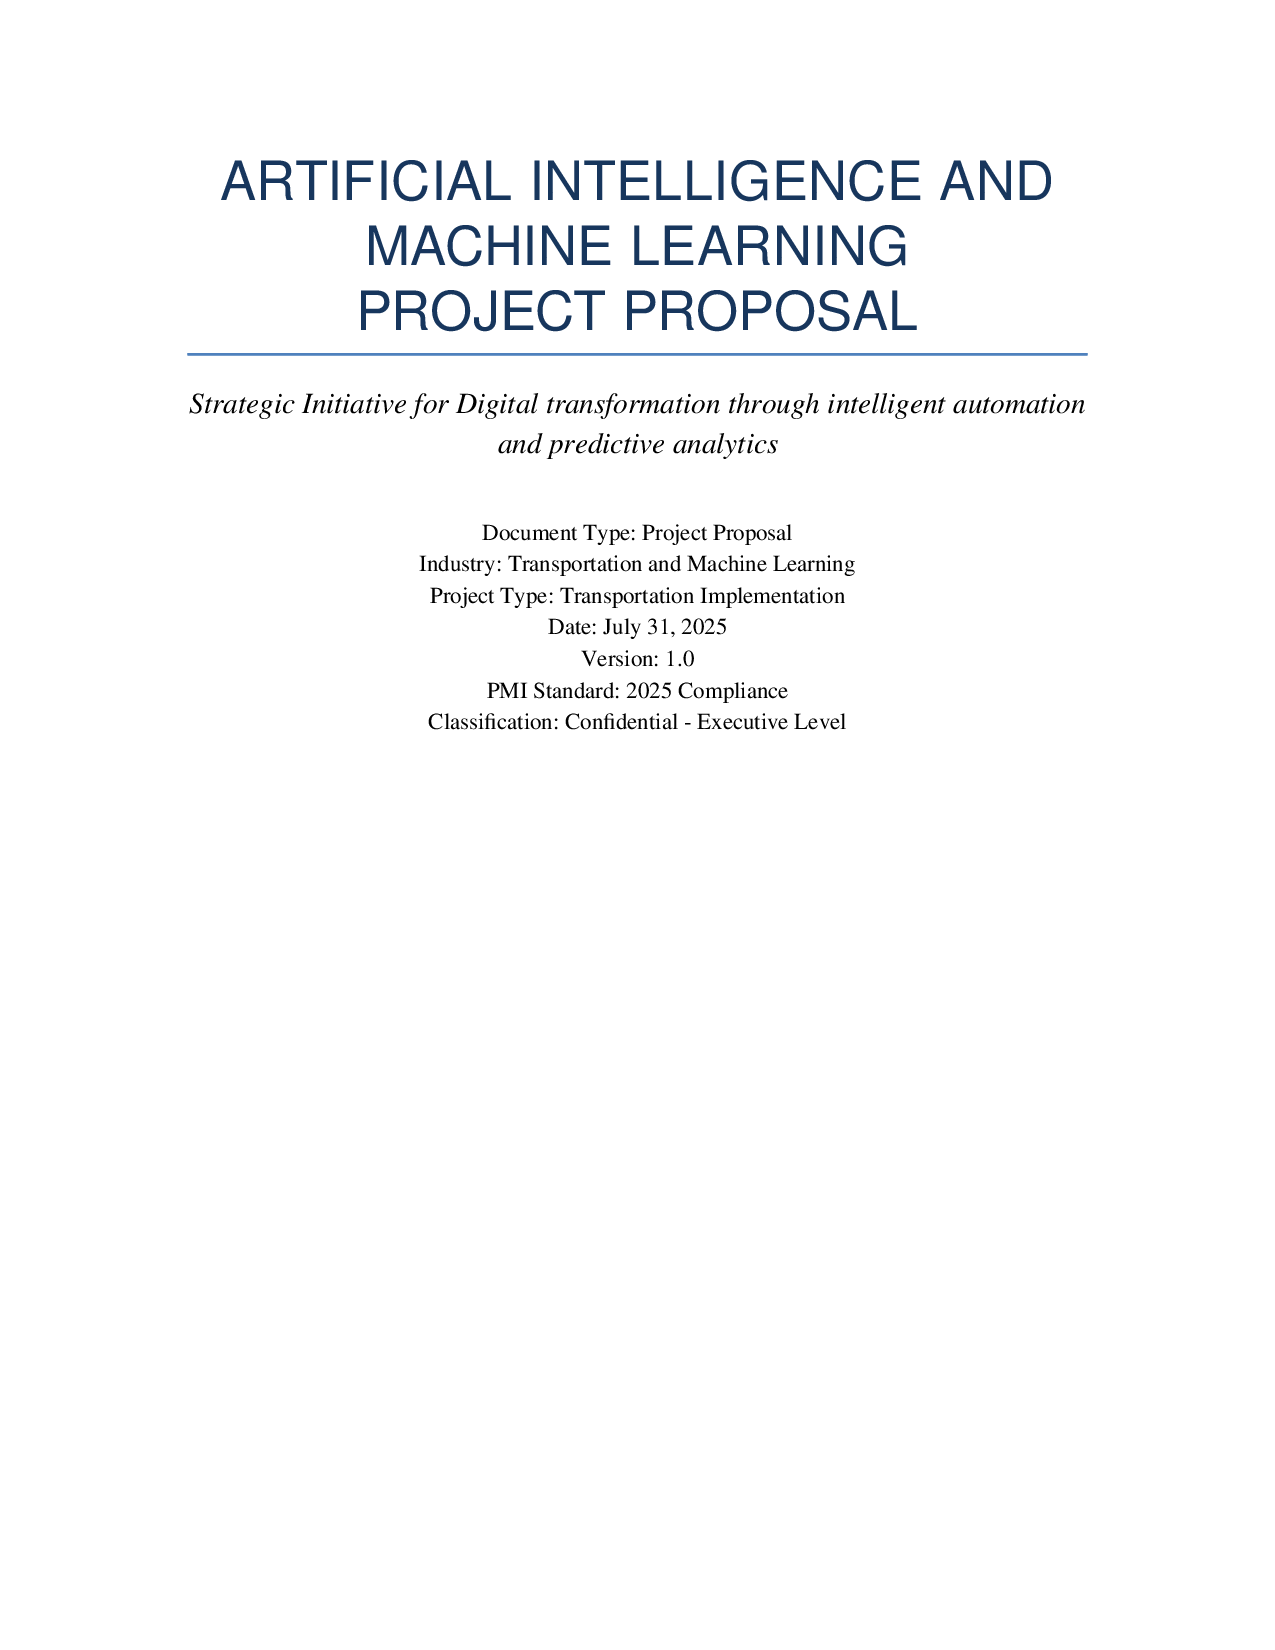 ARTIFICIAL INTELLIGENCE AND
MACHINE LEARNING
PROJECT PROPOSAL
Strategic Initiative for Digital transformation through intelligent automation
and predictive analytics
Document Type: Project Proposal
Industry: Transportation and Machine Learning
Project Type: Transportation Implementation
Date: July 31, 2025
Version: 1.0
PMI Standard: 2025 Compliance
Classification: Confidential - Executive Level